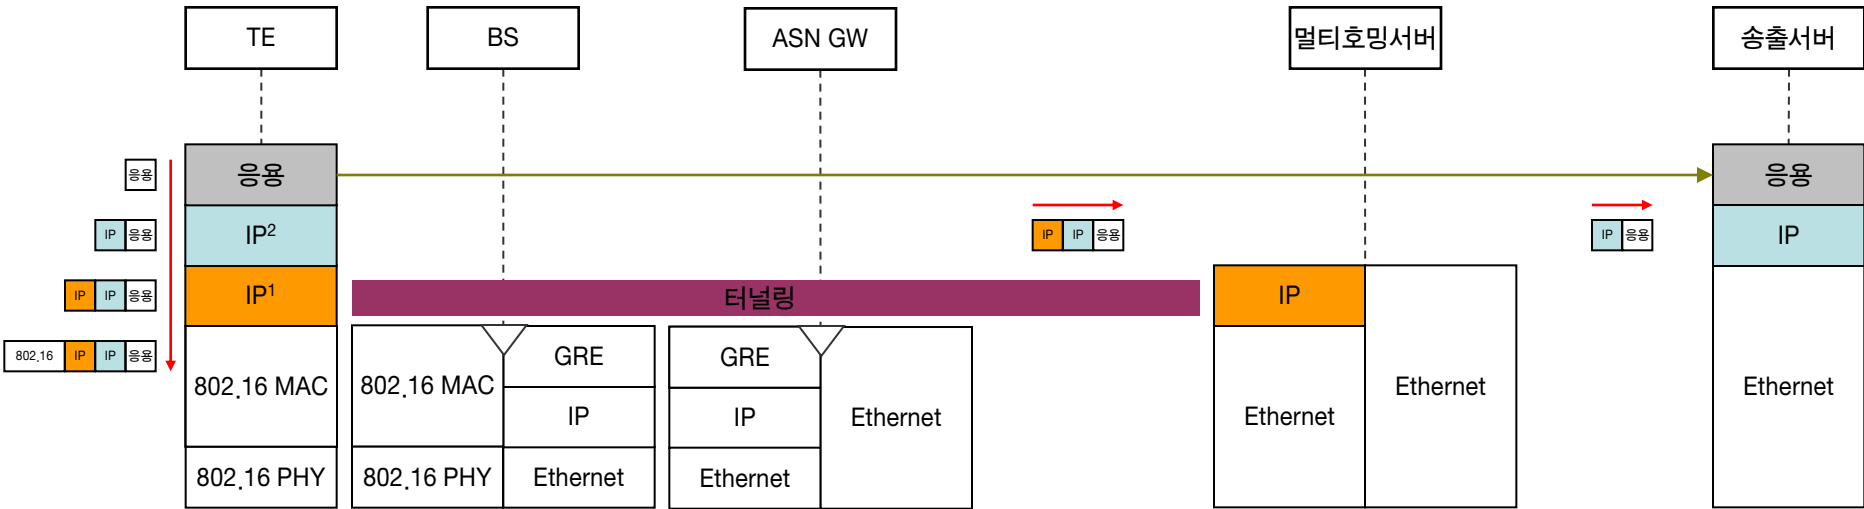 TE
BS
ASN GW
멀티호밍서버
송출서버
응용
응용
응용
IP 응용
IP²
IP IP 응용
IP 응용
IP
IP IP 응용
IP¹
터널링
IP
802.16 IP IP 응용
802.16 MAC
802.16 MAC
GRE
IP
GRE
IP
Ethernet
Ethernet
Ethernet
Ethernet
802.16 PHY
802.16 PHY
Ethernet
Ethernet